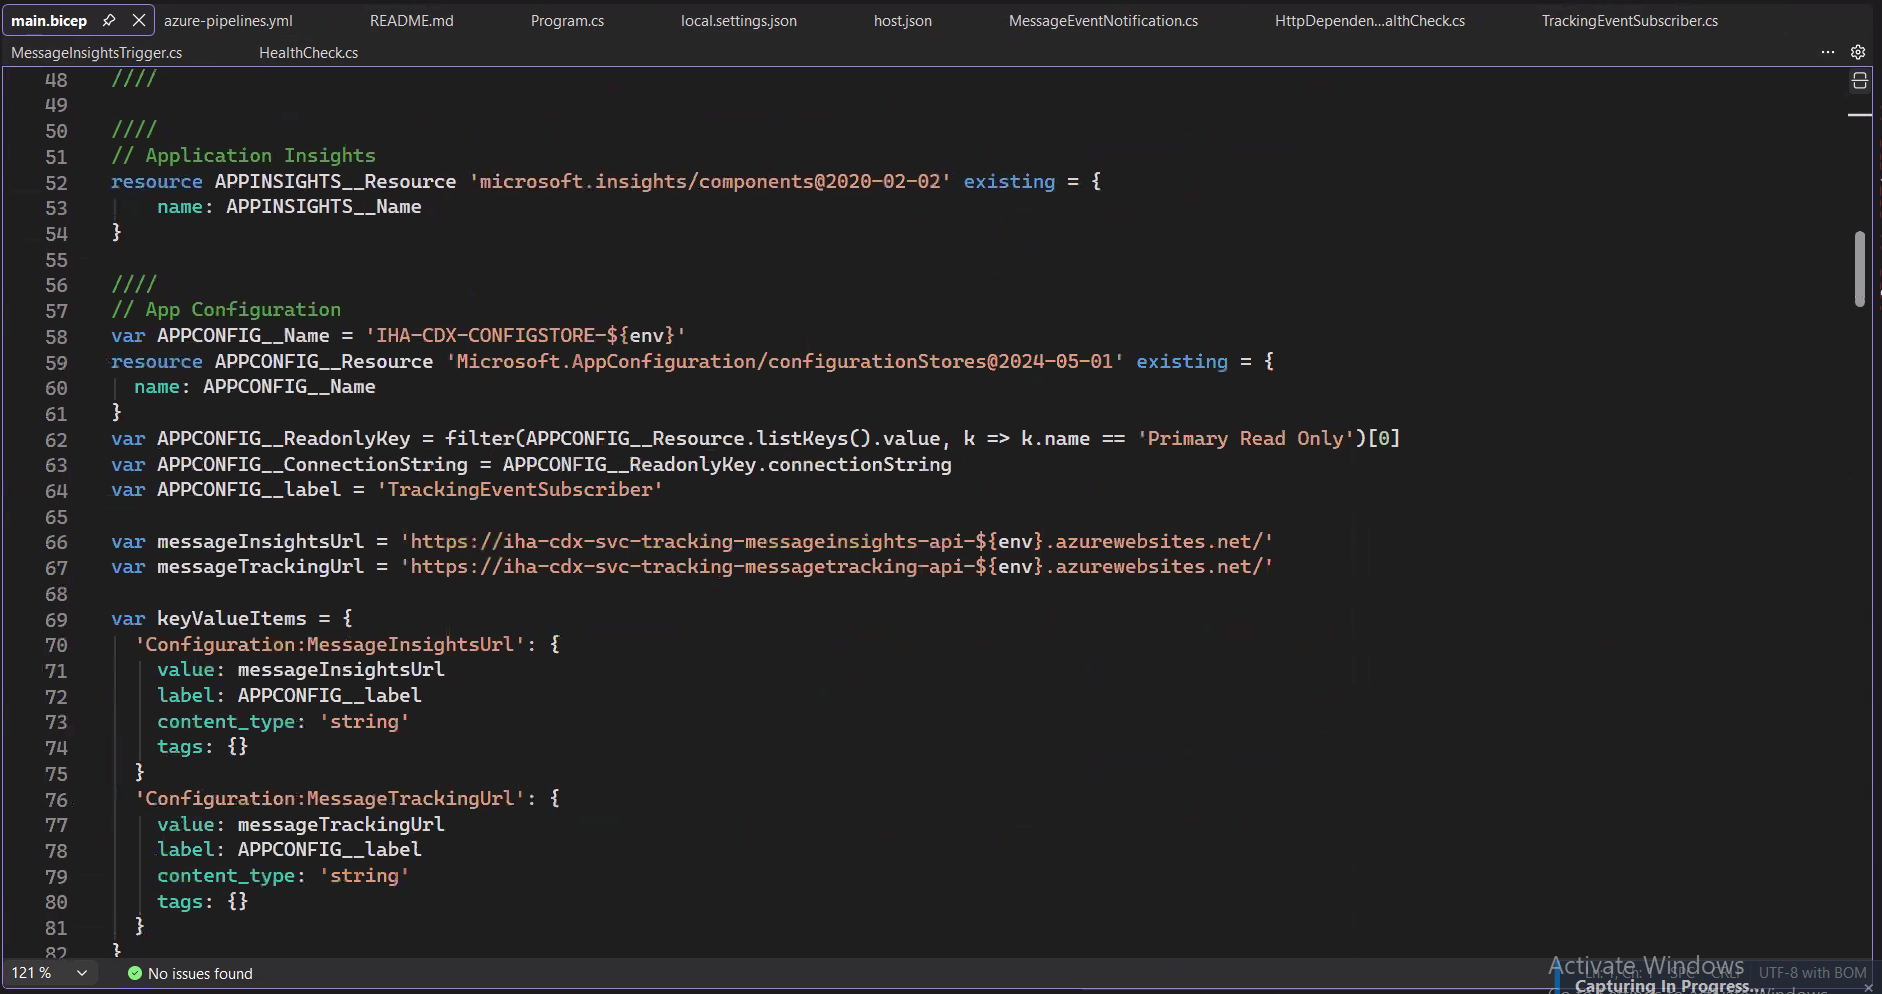 main.bicep azure-pipelines.yml README.md Program.cs local.settings.json host.json MessageEventNotification.cs HttpDependen...althCheck.cs TrackingEventSubscriber.cs
MessageInsightsTrigger.cs HealthCheck.cs
48 ////
49
50 ////
51 // Application Insights
52 resource APPINSIGHTS__Resource 'microsoft.insights/components@2020-02-02' existing = {
53 name: APPINSIGHTS__Name
54 }
55
56 ////
57 // App Configuration
58 var APPCONFIG__Name = 'IHA-CDX-CONFIGSTORE-${env}'
59 resource APPCONFIG__Resource 'Microsoft.AppConfiguration/configurationStores@2024-05-01' existing = {
60 name: APPCONFIG__Name
61 }
62 var APPCONFIG__ReadonlyKey = filter(APPCONFIG__Resource.listKeys().value, k => k.name == 'Primary Read Only')[0]
63 var APPCONFIG__ConnectionString = APPCONFIG__ReadonlyKey.connectionString
64 var APPCONFIG__label = 'TrackingEventSubscriber'
65
66 var messageInsightsUrl = 'https://iha-cdx-svc-tracking-messageinsights-api-${env}.azurewebsites.net/'
67 var messageTrackingUrl = 'https://iha-cdx-svc-tracking-messagetracking-api-${env}.azurewebsites.net/'
68
69 var keyValueItems = {
70 'Configuration:MessageInsightsUrl': {
71 value: messageInsightsUrl
72 label: APPCONFIG__label
73 content_type: 'string'
74 tags: {}
75 }
76 'Configuration:MessageTrackingUrl': {
77 value: messageTrackingUrl
78 label: APPCONFIG__label
79 content_type: 'string'
80 tags: {}
81 }
82 }
121 % No issues found Ln: 1, Ch: 1 SPC CRLF UTF-8 with BOM
Activate Windows
Capturing In Progress...